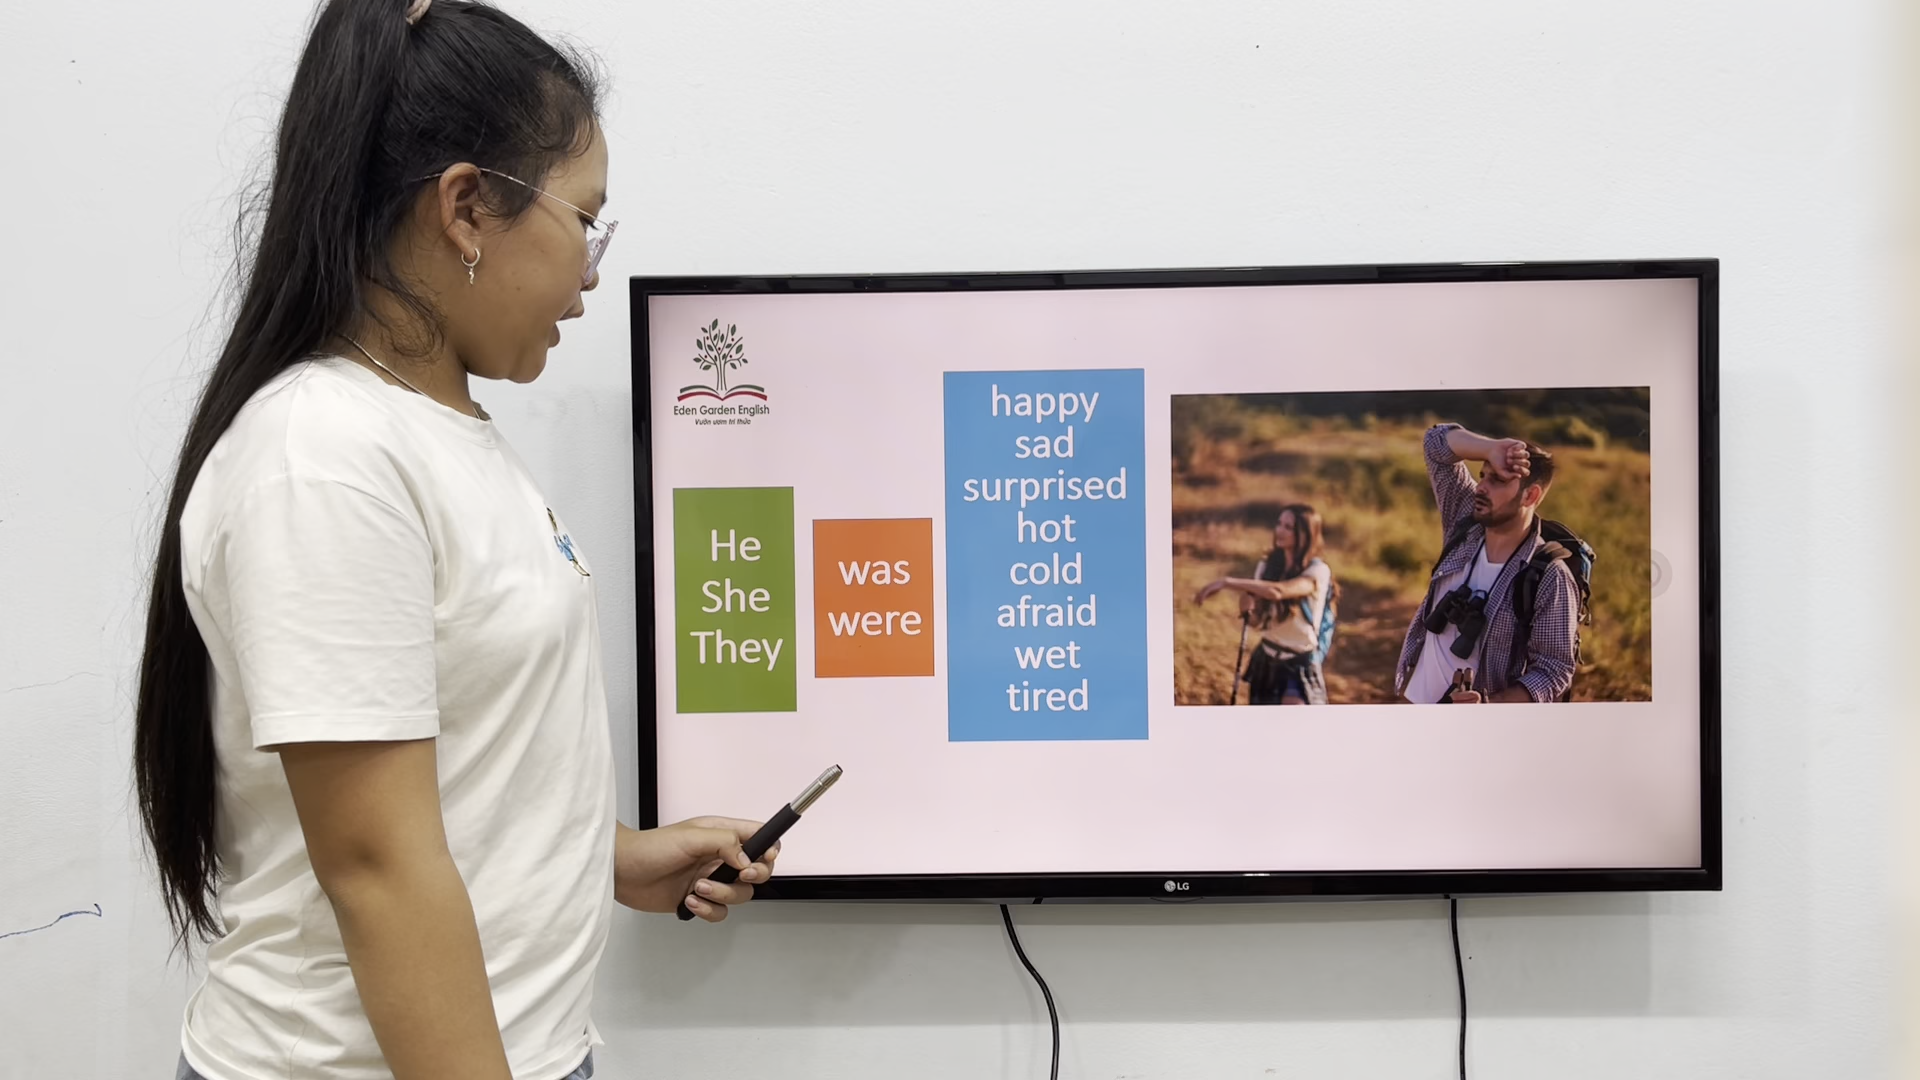 Eden Garden English
Vườn ươm tri thức
He
She
They
was
were
happy
sad
surprised
hot
cold
afraid
wet
tired
LG